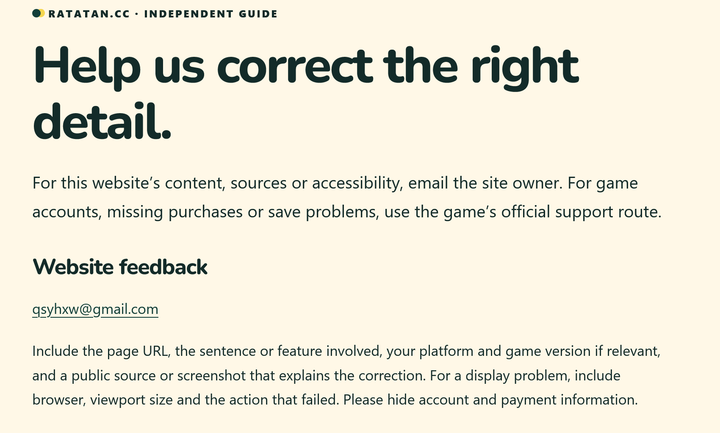 RATATAN.CC · INDEPENDENT GUIDE
Help us correct the right
detail.
For this website’s content, sources or accessibility, email the site owner. For game
accounts, missing purchases or save problems, use the game’s official support route.
Website feedback
qsyhxw@gmail.com
Include the page URL, the sentence or feature involved, your platform and game version if relevant,
and a public source or screenshot that explains the correction. For a display problem, include
browser, viewport size and the action that failed. Please hide account and payment information.